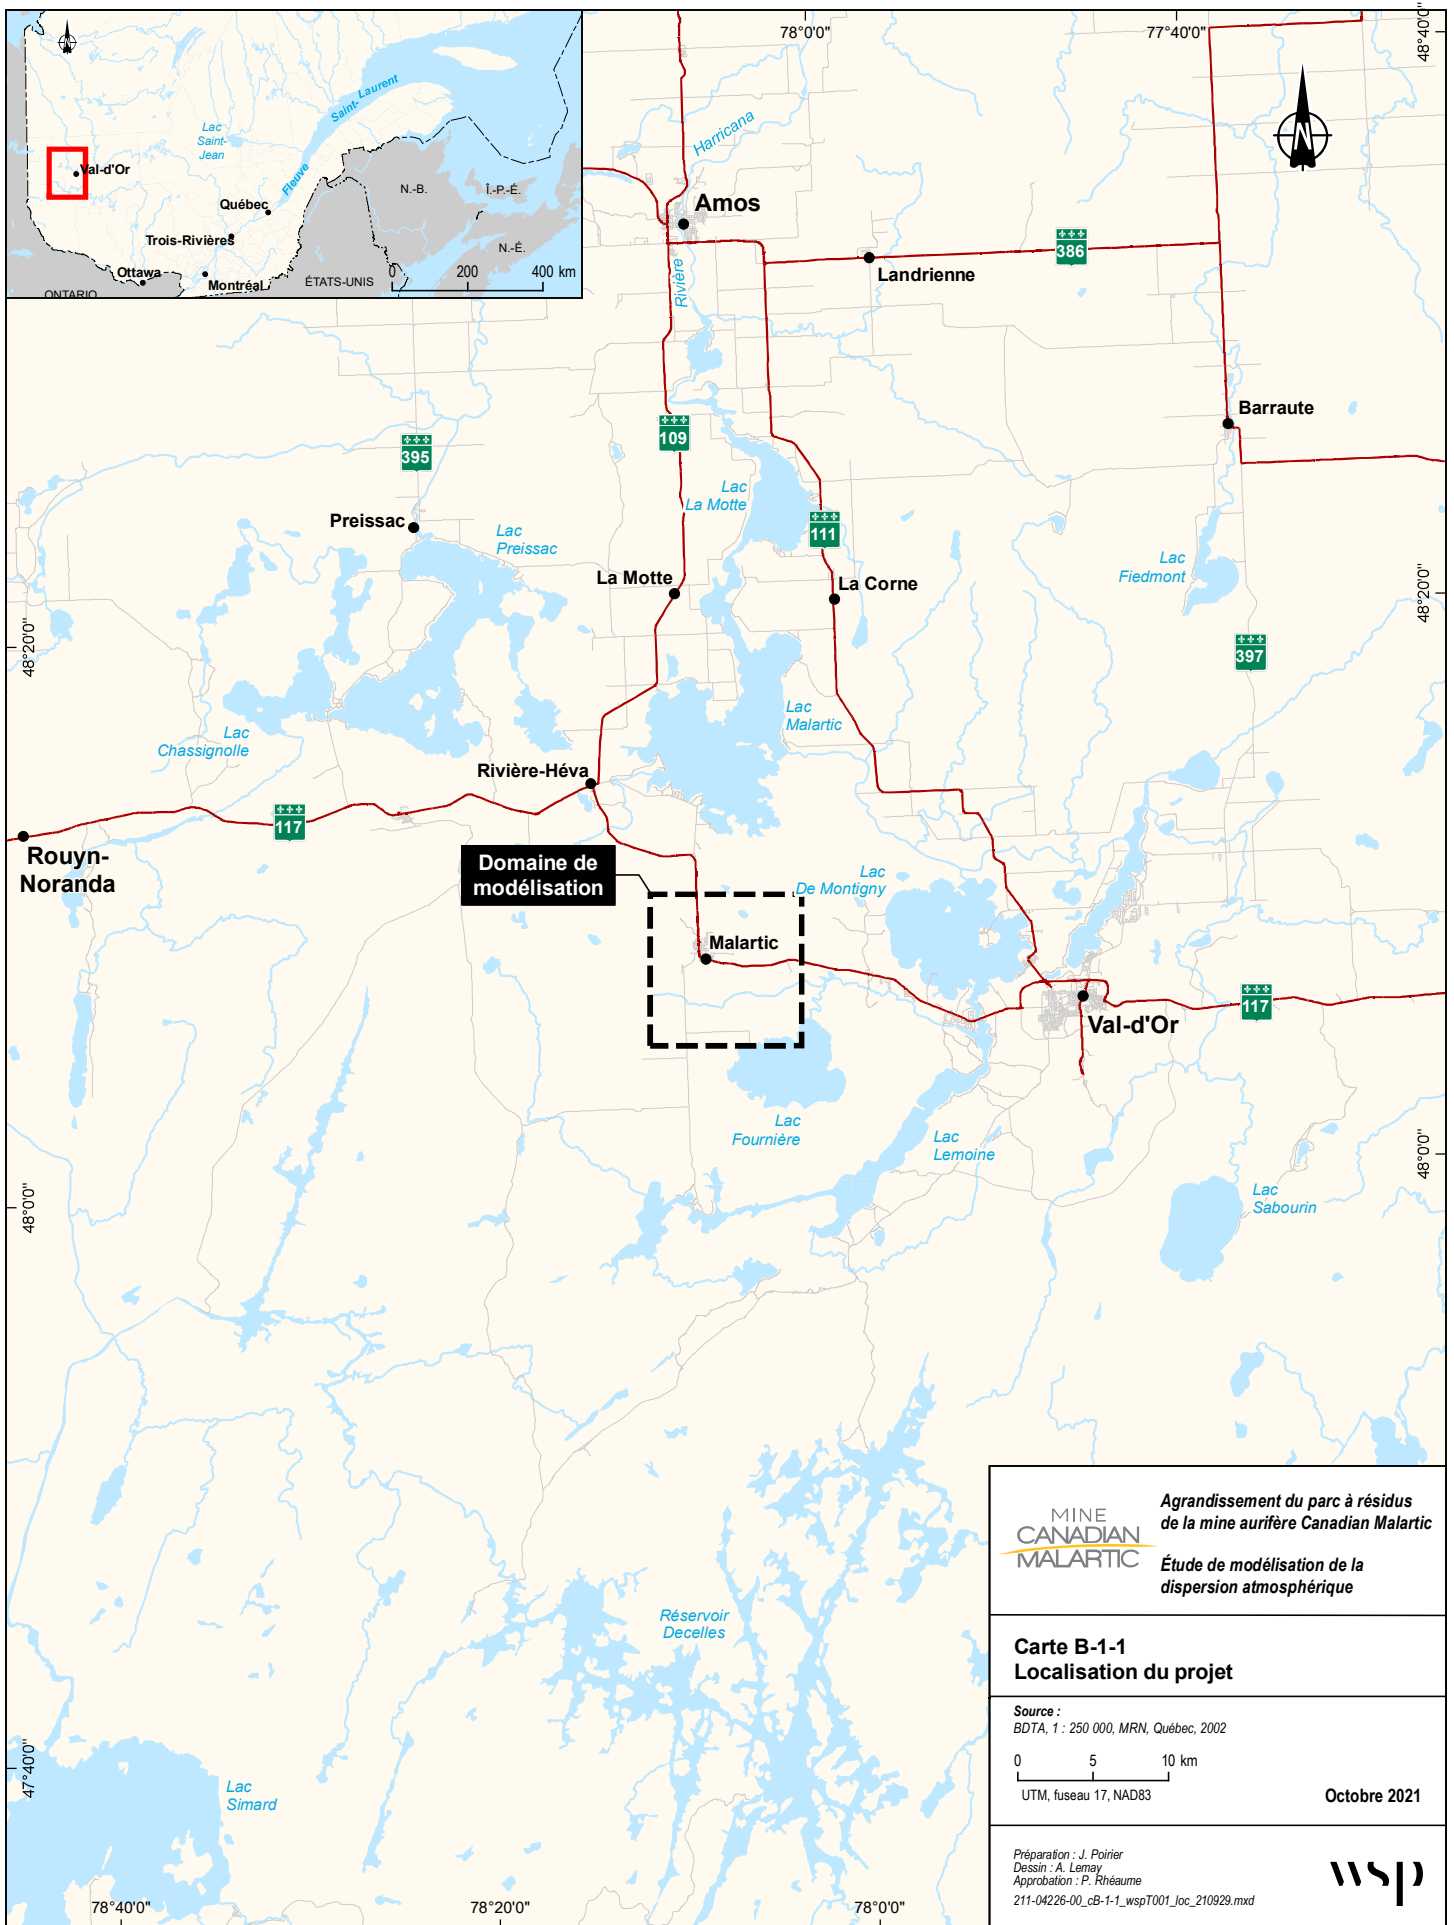 78°0'0"
77°40'0"
48°40'0"
Fleuve
Saint-Laurent
Lac
Saint-
Jean
Val-d'Or
Québec
Trois-Rivières
Ottawa
Montréal
ONTARIO
ÉTATS-UNIS
N.-B.
Î.-P.-É.
N.-É.
0 200 400 km
N
Harricana
Amos
Rivière
Landrienne
386
Barraute
109
395
Lac
La Motte
111
Preissac
Lac
Preissac
La Motte
La Corne
Lac
Fiedmont
48°20'0"
48°20'0"
397
Lac
Malartic
Lac
Chassignolle
Rivière-Héva
117
Rouyn-
Noranda
Domaine de
modélisation
Lac
De Montigny
Malartic
Val-d'Or
117
Lac
Fournière
Lac
Lemoine
48°0'0"
48°0'0"
Lac
Sabourin
Réservoir
Decelles
47°40'0"
Lac
Simard
78°40'0"
78°20'0"
78°0'0"
MINE
CANADIAN
MALARTIC
Agrandissement du parc à résidus
de la mine aurifère Canadian Malartic
Étude de modélisation de la
dispersion atmosphérique
Carte B-1-1
Localisation du projet
Source :
BDTA, 1 : 250 000, MRN, Québec, 2002
0 5 10 km
UTM, fuseau 17, NAD83
Octobre 2021
Préparation : J. Poirier
Dessin : A. Lemay
Approbation : P. Rhéaume
211-04226-00_cB-1-1_wspT001_loc_210929.mxd
wsp